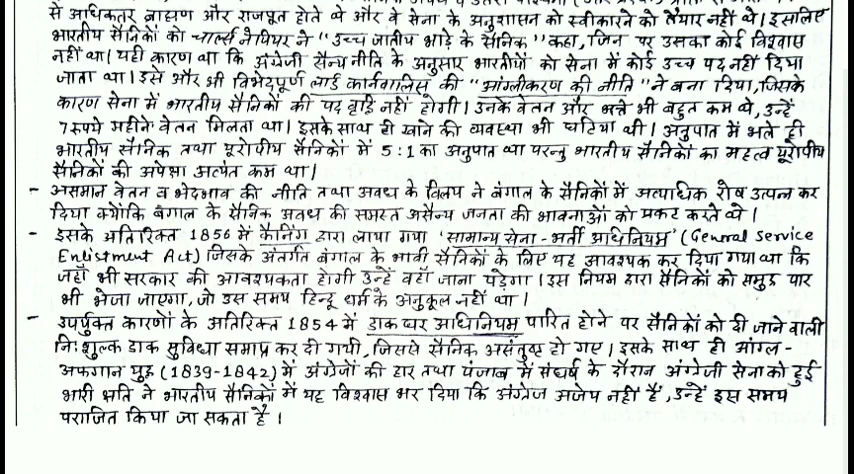 से अधिकतर ब्राह्मण और राजपूत होते थे और वे सेना के अनुशासन को स्वीकारने को तैयार नहीं थे। इसलिए
भारतीय सैनिकों को चार्ल्स नेपियर ने "उच्च जातीय भाड़े के सैनिक" कहा, जिन पर उसका कोई विश्वास
नहीं था। यही कारण था कि अंग्रेजी सैन्य नीति के अनुसार भारतीयों को सेना में कोई उच्च पद नहीं दिया
जाता था। इसे और भी विभेदपूर्ण लार्ड कार्नवालिस की "आंग्लीकरण की नीति" ने बना दिया, जिसके
कारण सेना में भारतीय सैनिकों की पद वृद्धि नहीं होगी। उनके वेतन और भत्ते भी बहुत कम थे, उन्हें
7 रूपये महीने वेतन मिलता था। इसके साथ ही खाने की व्यवस्था भी घटिया थी। अनुपात में भले ही
भारतीय सैनिक तथा यूरोपीय सैनिकों में 5:1 का अनुपात था परन्तु भारतीय सैनिकों का महत्व यूरोपीय
सैनिकों की अपेक्षा अत्यंत कम था।
- असमान वेतन व भेदभाव की नीति तथा अवध के विलय ने बंगाल के सैनिकों में अत्याधिक रोष उत्पन्न कर
दिया क्योंकि बंगाल के सैनिक अवध की समस्त असैन्य जनता की भावनाओं को प्रकट करते थे।
- इसके अतिरिक्त 1856 में कैनिंग द्वारा लाया गया 'सामान्य सेना-भर्ती अधिनियम' (General Service
Enlistment Act) जिसके अंतर्गत बंगाल के भावी सैनिकों के लिए यह आवश्यक कर दिया गया था कि
जहाँ भी सरकार की आवश्यकता होगी उन्हें वहाँ जाना पड़ेगा। इस नियम द्वारा सैनिकों को समुद्र पार
भी भेजा जाएगा, जो उस समय हिन्दू धर्म के अनुकूल नहीं था।
- उपर्युक्त कारणों के अतिरिक्त 1854 में डाक घर अधिनियम पारित होने पर सैनिकों को दी जाने वाली
निःशुल्क डाक सुविधा समाप्त कर दी गयी, जिससे सैनिक असंतुष्ट हो गए। इसके साथ ही आंग्ल-
अफगान युद्ध (1839-1842) में अंग्रेजों की हार तथा पंजाब में संघर्ष के दौरान अंग्रेजी सेना को हुई
भारी क्षति ने भारतीय सैनिकों में यह विश्वास भर दिया कि अंग्रेज अजेय नहीं हैं, उन्हें इस समय
पराजित किया जा सकता है।